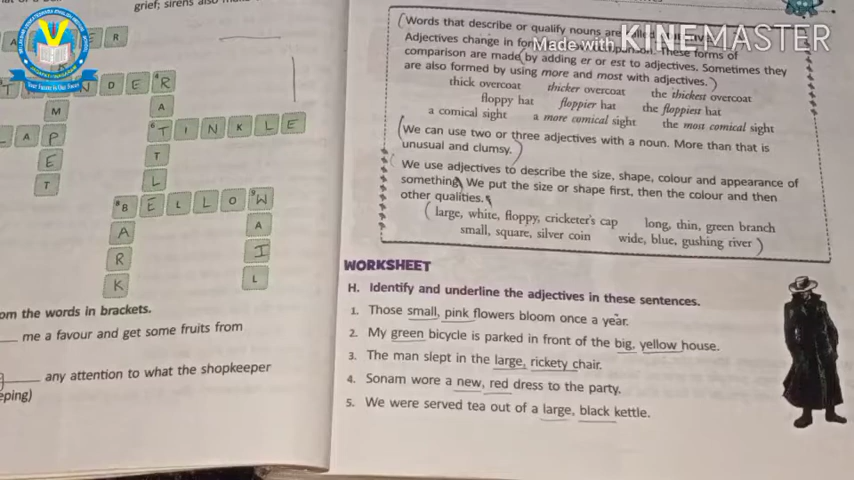 grief; sirens also
E R
N D E R
A
M
A P T I N K L E
E T
T L
B E L L O W
A A
R I
K L
om the words in brackets.
me a favour and get some fruits from
any attention to what the shopkeeper
eping)
Made with KINEMASTER
(Words that describe or qualify nouns are
Adjectives change in These forms of
comparison are made by adding er or est to adjectives. Sometimes they
are also formed by using more and most with adjectives.)
thick overcoat thicker overcoat the thickest overcoat
floppy hat floppier hat the floppiest hat
a comical sight a more comical sight the most comical sight
(We can use two or three adjectives with a noun. More than that is
unusual and clumsy.)
We use adjectives to describe the size, shape, colour and appearance of
something. We put the size or shape first, then the colour and then
other qualities.
(large, white, floppy, cricketer's cap long, thin, green branch
small, square, silver coin wide, blue, gushing river)
WORKSHEET
H. Identify and underline the adjectives in these sentences.
1. Those small, pink flowers bloom once a year.
2. My green bicycle is parked in front of the big, yellow house.
3. The man slept in the large, rickety chair.
4. Sonam wore a new, red dress to the party.
5. We were served tea out of a large, black kettle.